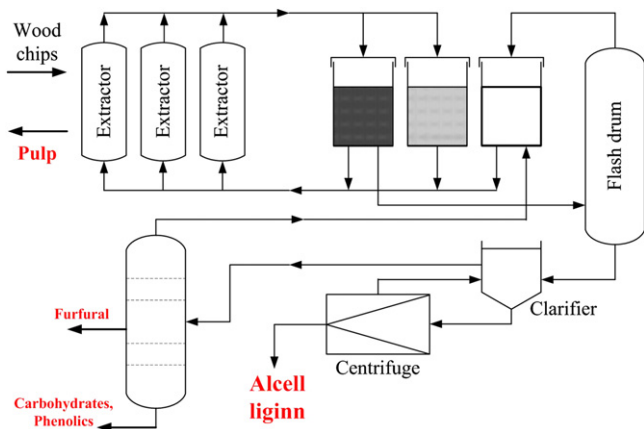 Wood
chips
Pulp
Extractor
Extractor
Extractor
Flash drum
Clarifier
Centrifuge
Furfural
Alcell
liginn
Carbohydrates,
Phenolics